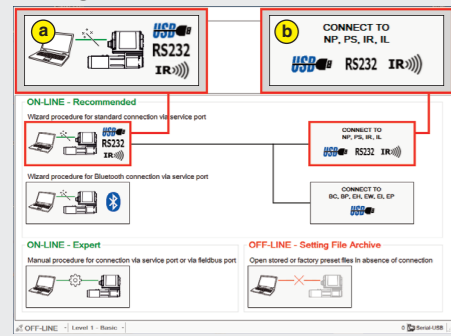 a
USB
RS232
IR
b
CONNECT TO
NP, PS, IR, IL
USB RS232 IR
ON-LINE - Recommended
Wizard procedure for standard connection via service port
USB
RS232
IR
CONNECT TO
NP, PS, IR, IL
USB RS232 IR
Wizard procedure for Bluetooth connection via service port
CONNECT TO
BC, BP, EH, EW, EI, EP
USB
ON-LINE - Expert
Manual procedure for connection via service port or via fieldbus port
OFF-LINE - Setting File Archive
Open stored or factory preset files in absence of connection
OFF-LINE - Level 1 - Basic - 0 Serial-USB